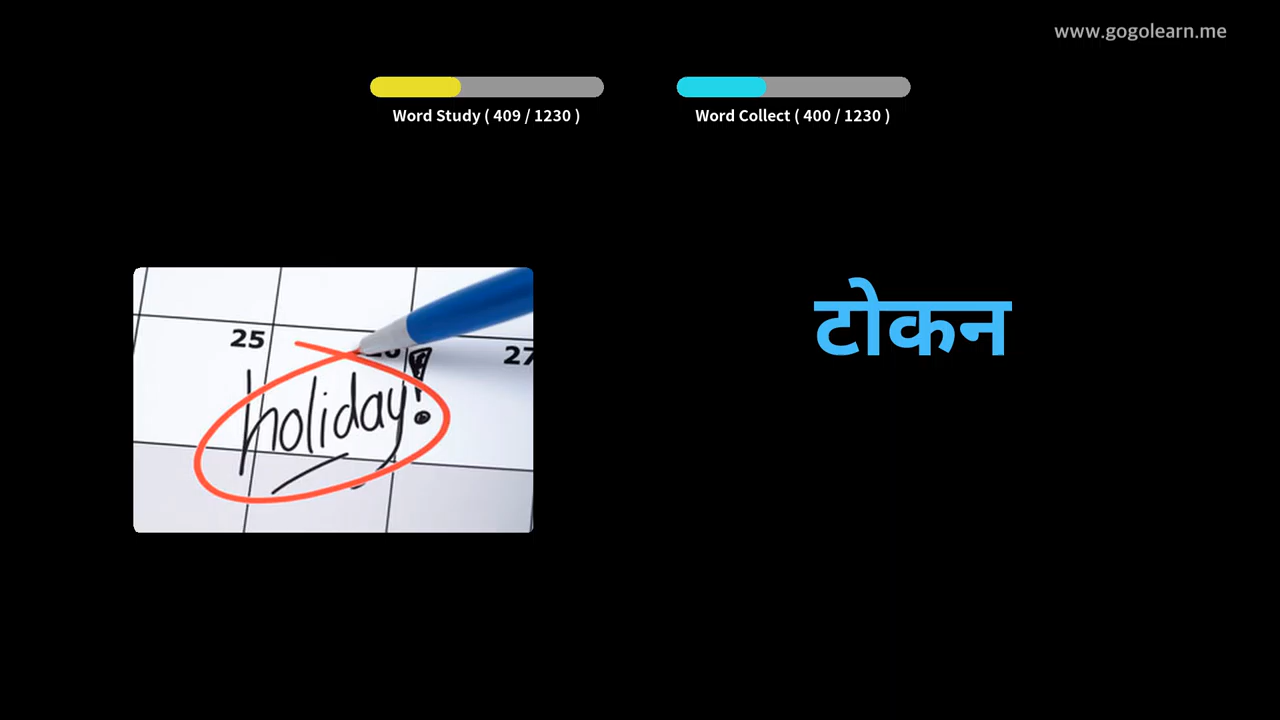 www.gogolearn.me
Word Study ( 409 / 1230 )
Word Collect ( 400 / 1230 )
टोकन
25
27
holiday!